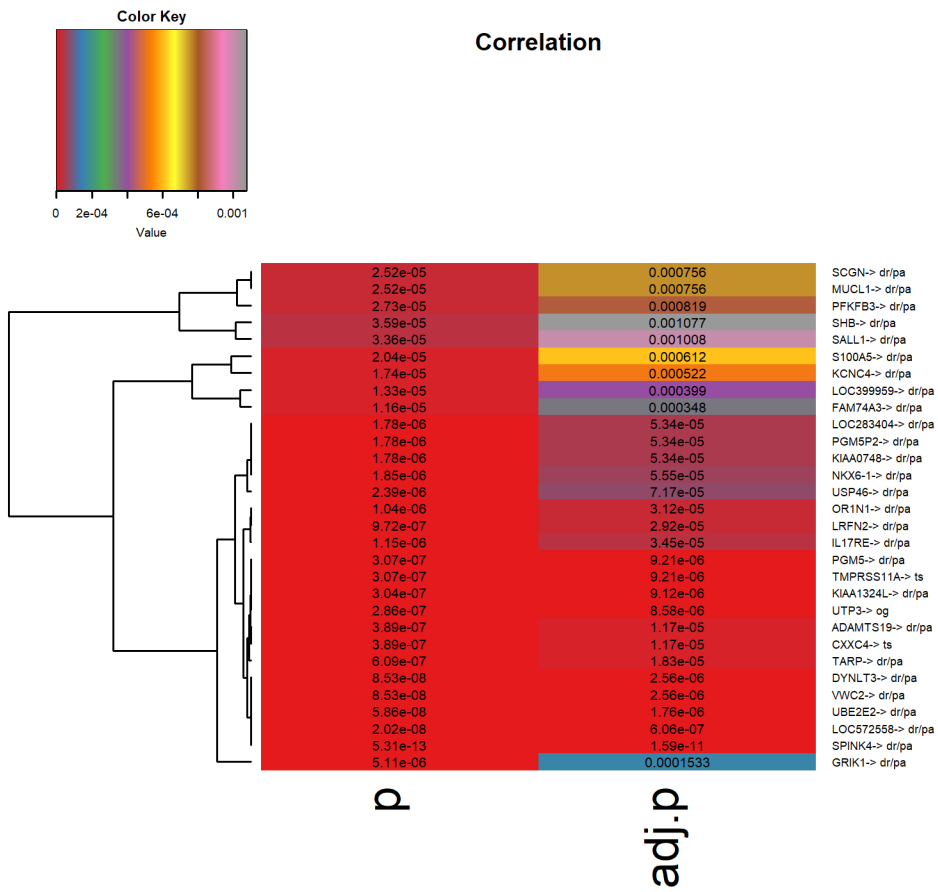 Color Key
Correlation
0 2e-04 6e-04 0.001
Value
2.52e-05 0.000756 SCGN-> dr/pa
2.52e-05 0.000756 MUCL1-> dr/pa
2.73e-05 0.000819 PFKFB3-> dr/pa
3.59e-05 0.001077 SHB-> dr/pa
3.36e-05 0.001008 SALL1-> dr/pa
2.04e-05 0.000612 S100A5-> dr/pa
1.74e-05 0.000522 KCNC4-> dr/pa
1.33e-05 0.000399 LOC399959-> dr/pa
1.16e-05 0.000348 FAM74A3-> dr/pa
1.78e-06 5.34e-05 LOC283404-> dr/pa
1.78e-06 5.34e-05 PGM5P2-> dr/pa
1.78e-06 5.34e-05 KIAA0748-> dr/pa
1.85e-06 5.55e-05 NKX6-1-> dr/pa
2.39e-06 7.17e-05 USP46-> dr/pa
1.04e-06 3.12e-05 OR1N1-> dr/pa
9.72e-07 2.92e-05 LRFN2-> dr/pa
1.15e-06 3.45e-05 IL17RE-> dr/pa
3.07e-07 9.21e-06 PGM5-> dr/pa
3.07e-07 9.21e-06 TMPRSS11A-> ts
3.04e-07 9.12e-06 KIAA1324L-> dr/pa
2.86e-07 8.58e-06 UTP3-> og
3.89e-07 1.17e-05 ADAMTS19-> dr/pa
3.89e-07 1.17e-05 CXXC4-> ts
6.09e-07 1.83e-05 TARP-> dr/pa
8.53e-08 2.56e-06 DYNLT3-> dr/pa
8.53e-08 2.56e-06 VWC2-> dr/pa
5.86e-08 1.76e-06 UBE2E2-> dr/pa
2.02e-08 6.06e-07 LOC572558-> dr/pa
5.31e-13 1.59e-11 SPINK4-> dr/pa
5.11e-06 0.0001533 GRIK1-> dr/pa
p adj.p